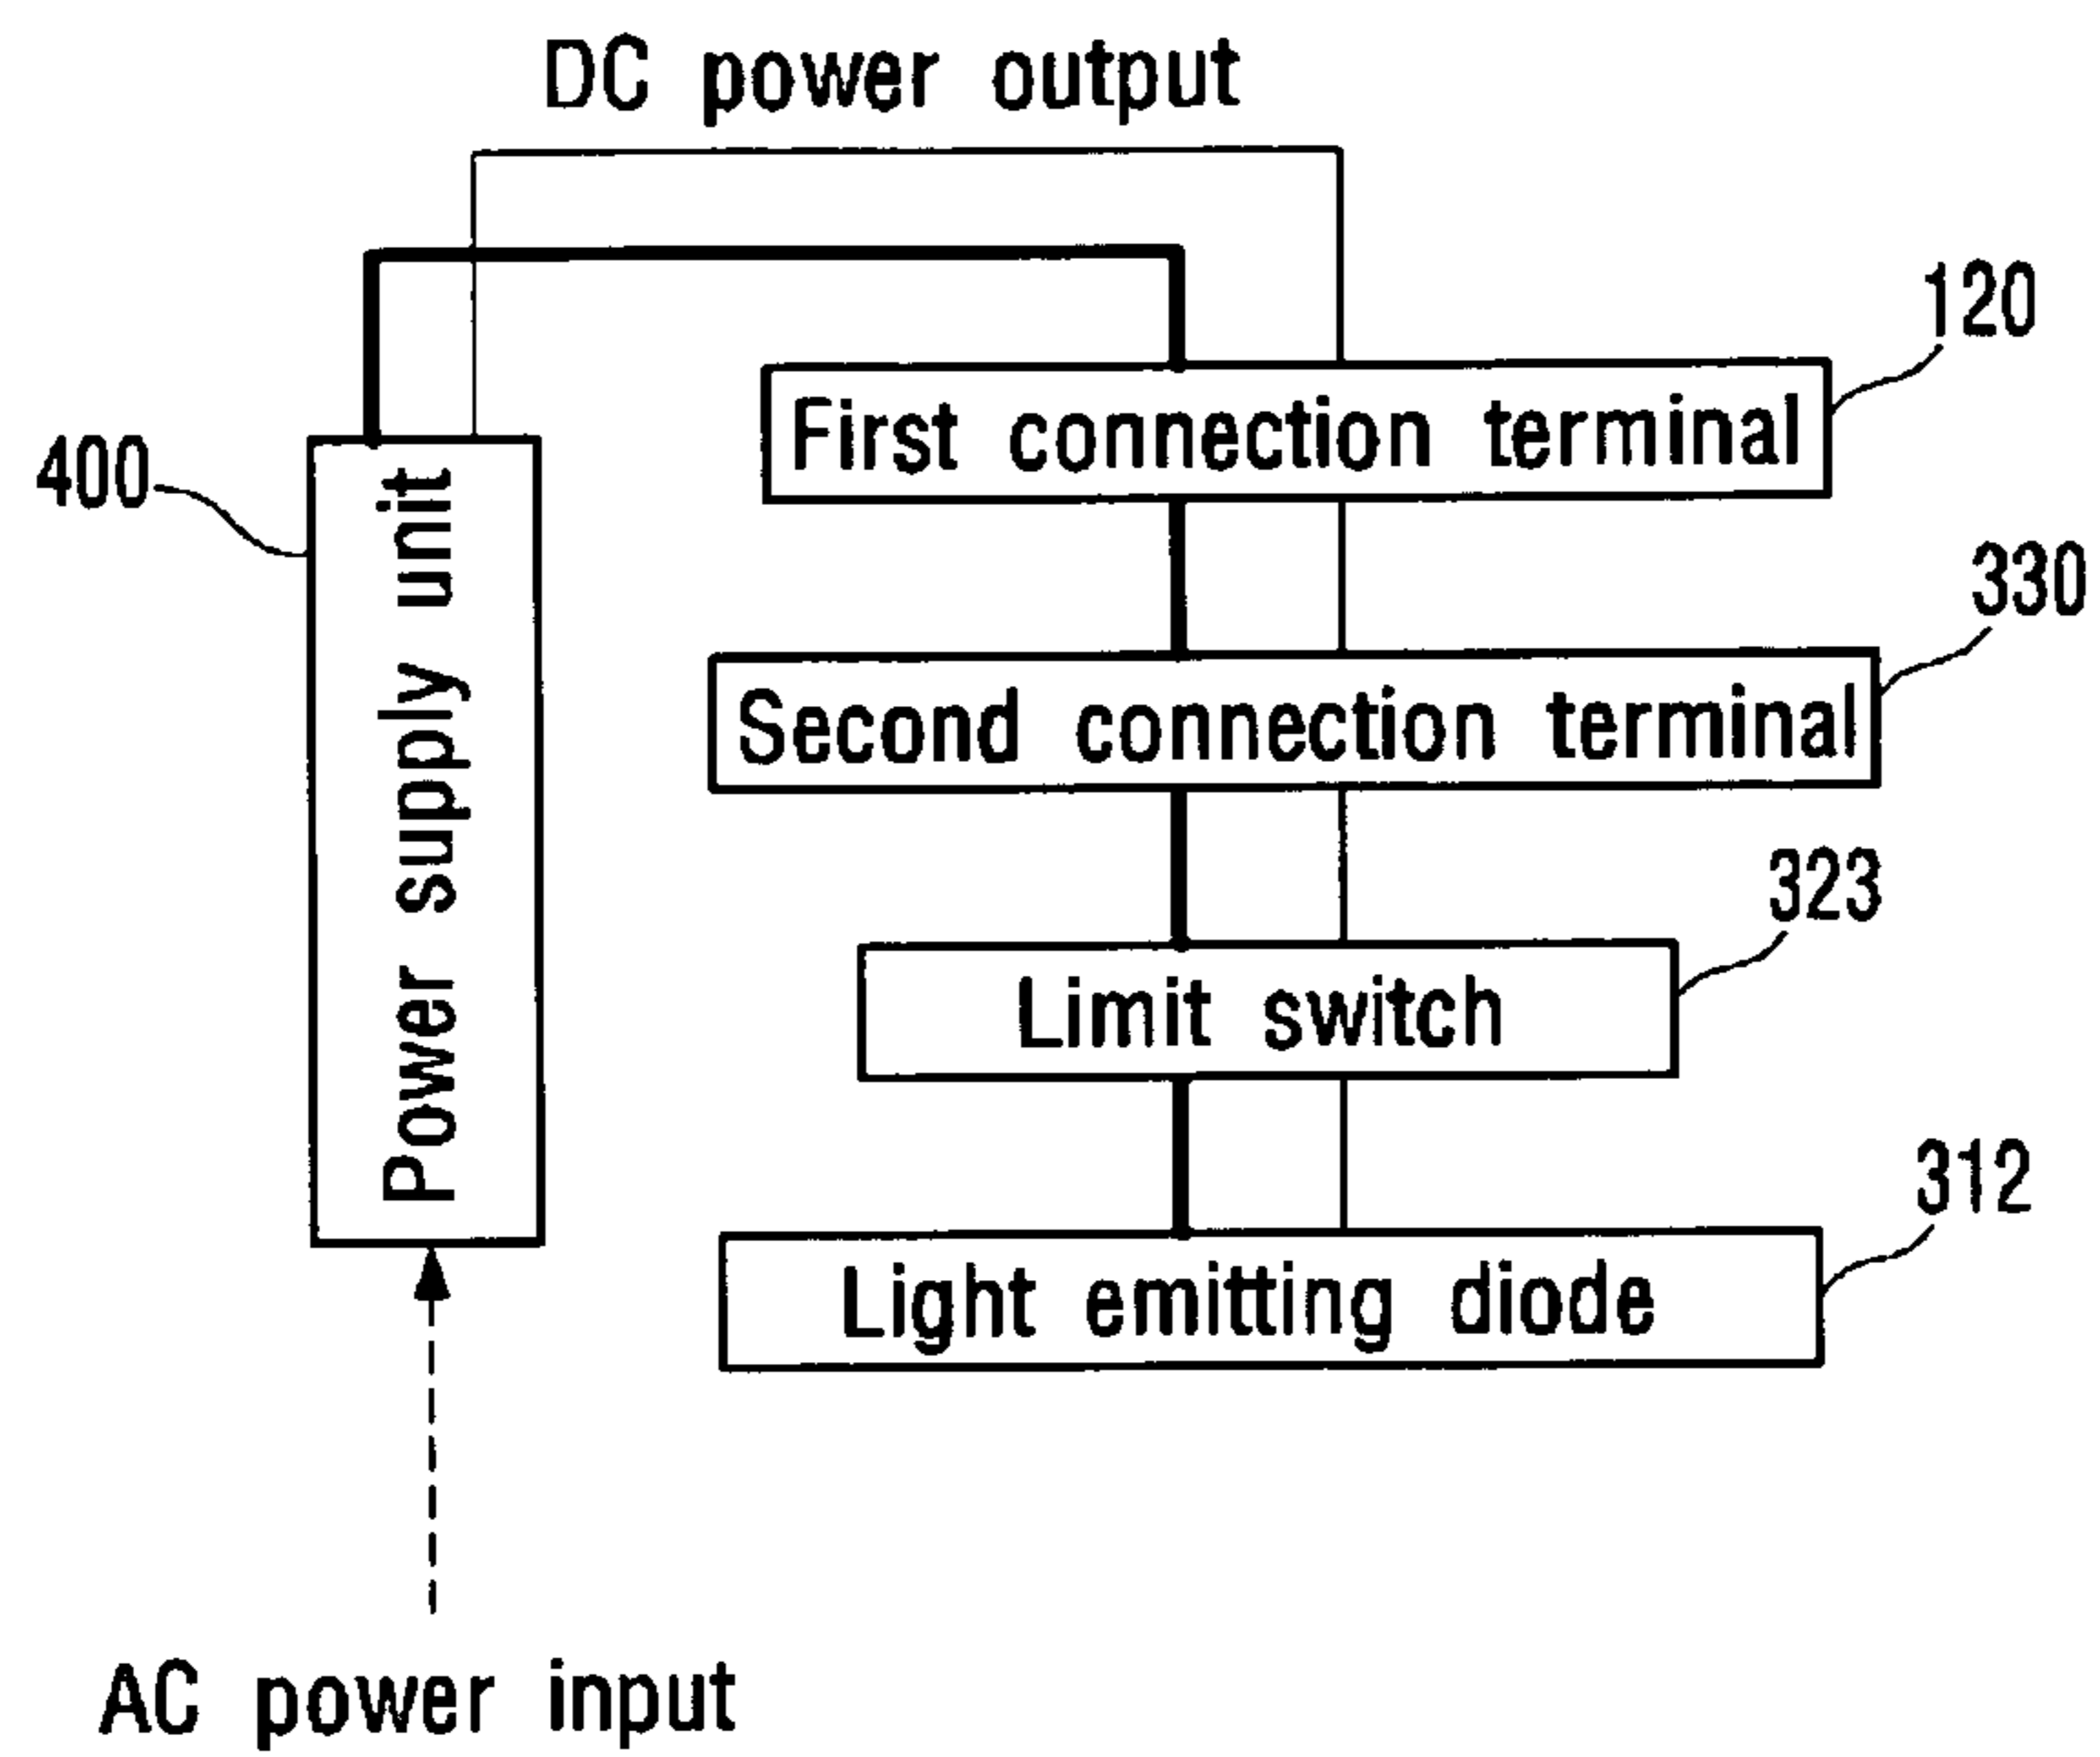 DC power output
120
First connection terminal
400
Power supply unit
330
Second connection terminal
323
Limit switch
312
Light emitting diode
AC power input